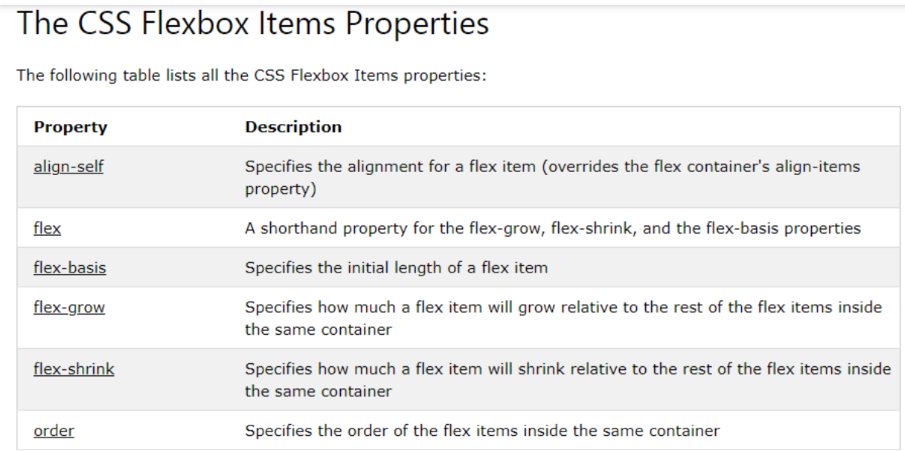 The CSS Flexbox Items Properties
The following table lists all the CSS Flexbox Items properties:
Property Description
align-self Specifies the alignment for a flex item (overrides the flex container's align-items
property)
flex A shorthand property for the flex-grow, flex-shrink, and the flex-basis properties
flex-basis Specifies the initial length of a flex item
flex-grow Specifies how much a flex item will grow relative to the rest of the flex items inside
the same container
flex-shrink Specifies how much a flex item will shrink relative to the rest of the flex items inside
the same container
order Specifies the order of the flex items inside the same container